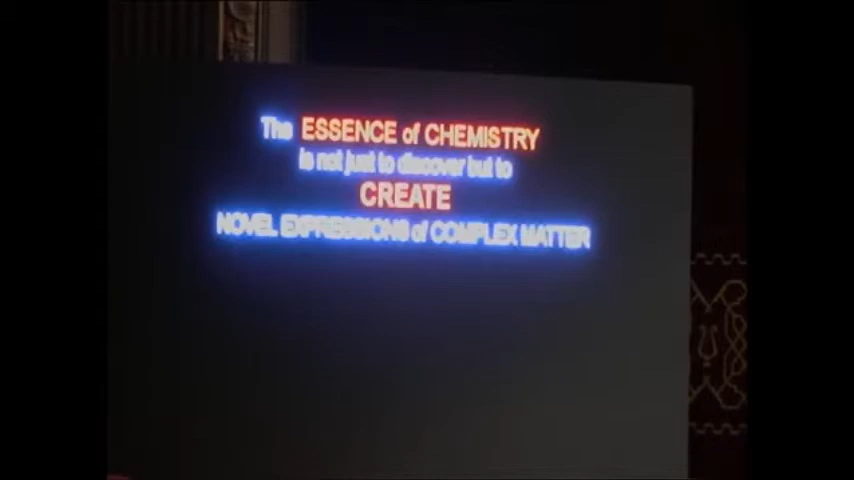 The ESSENCE of CHEMISTRY
is not just to discover but to
CREATE
NOVEL EXPRESSIONS of COMPLEX MATTER